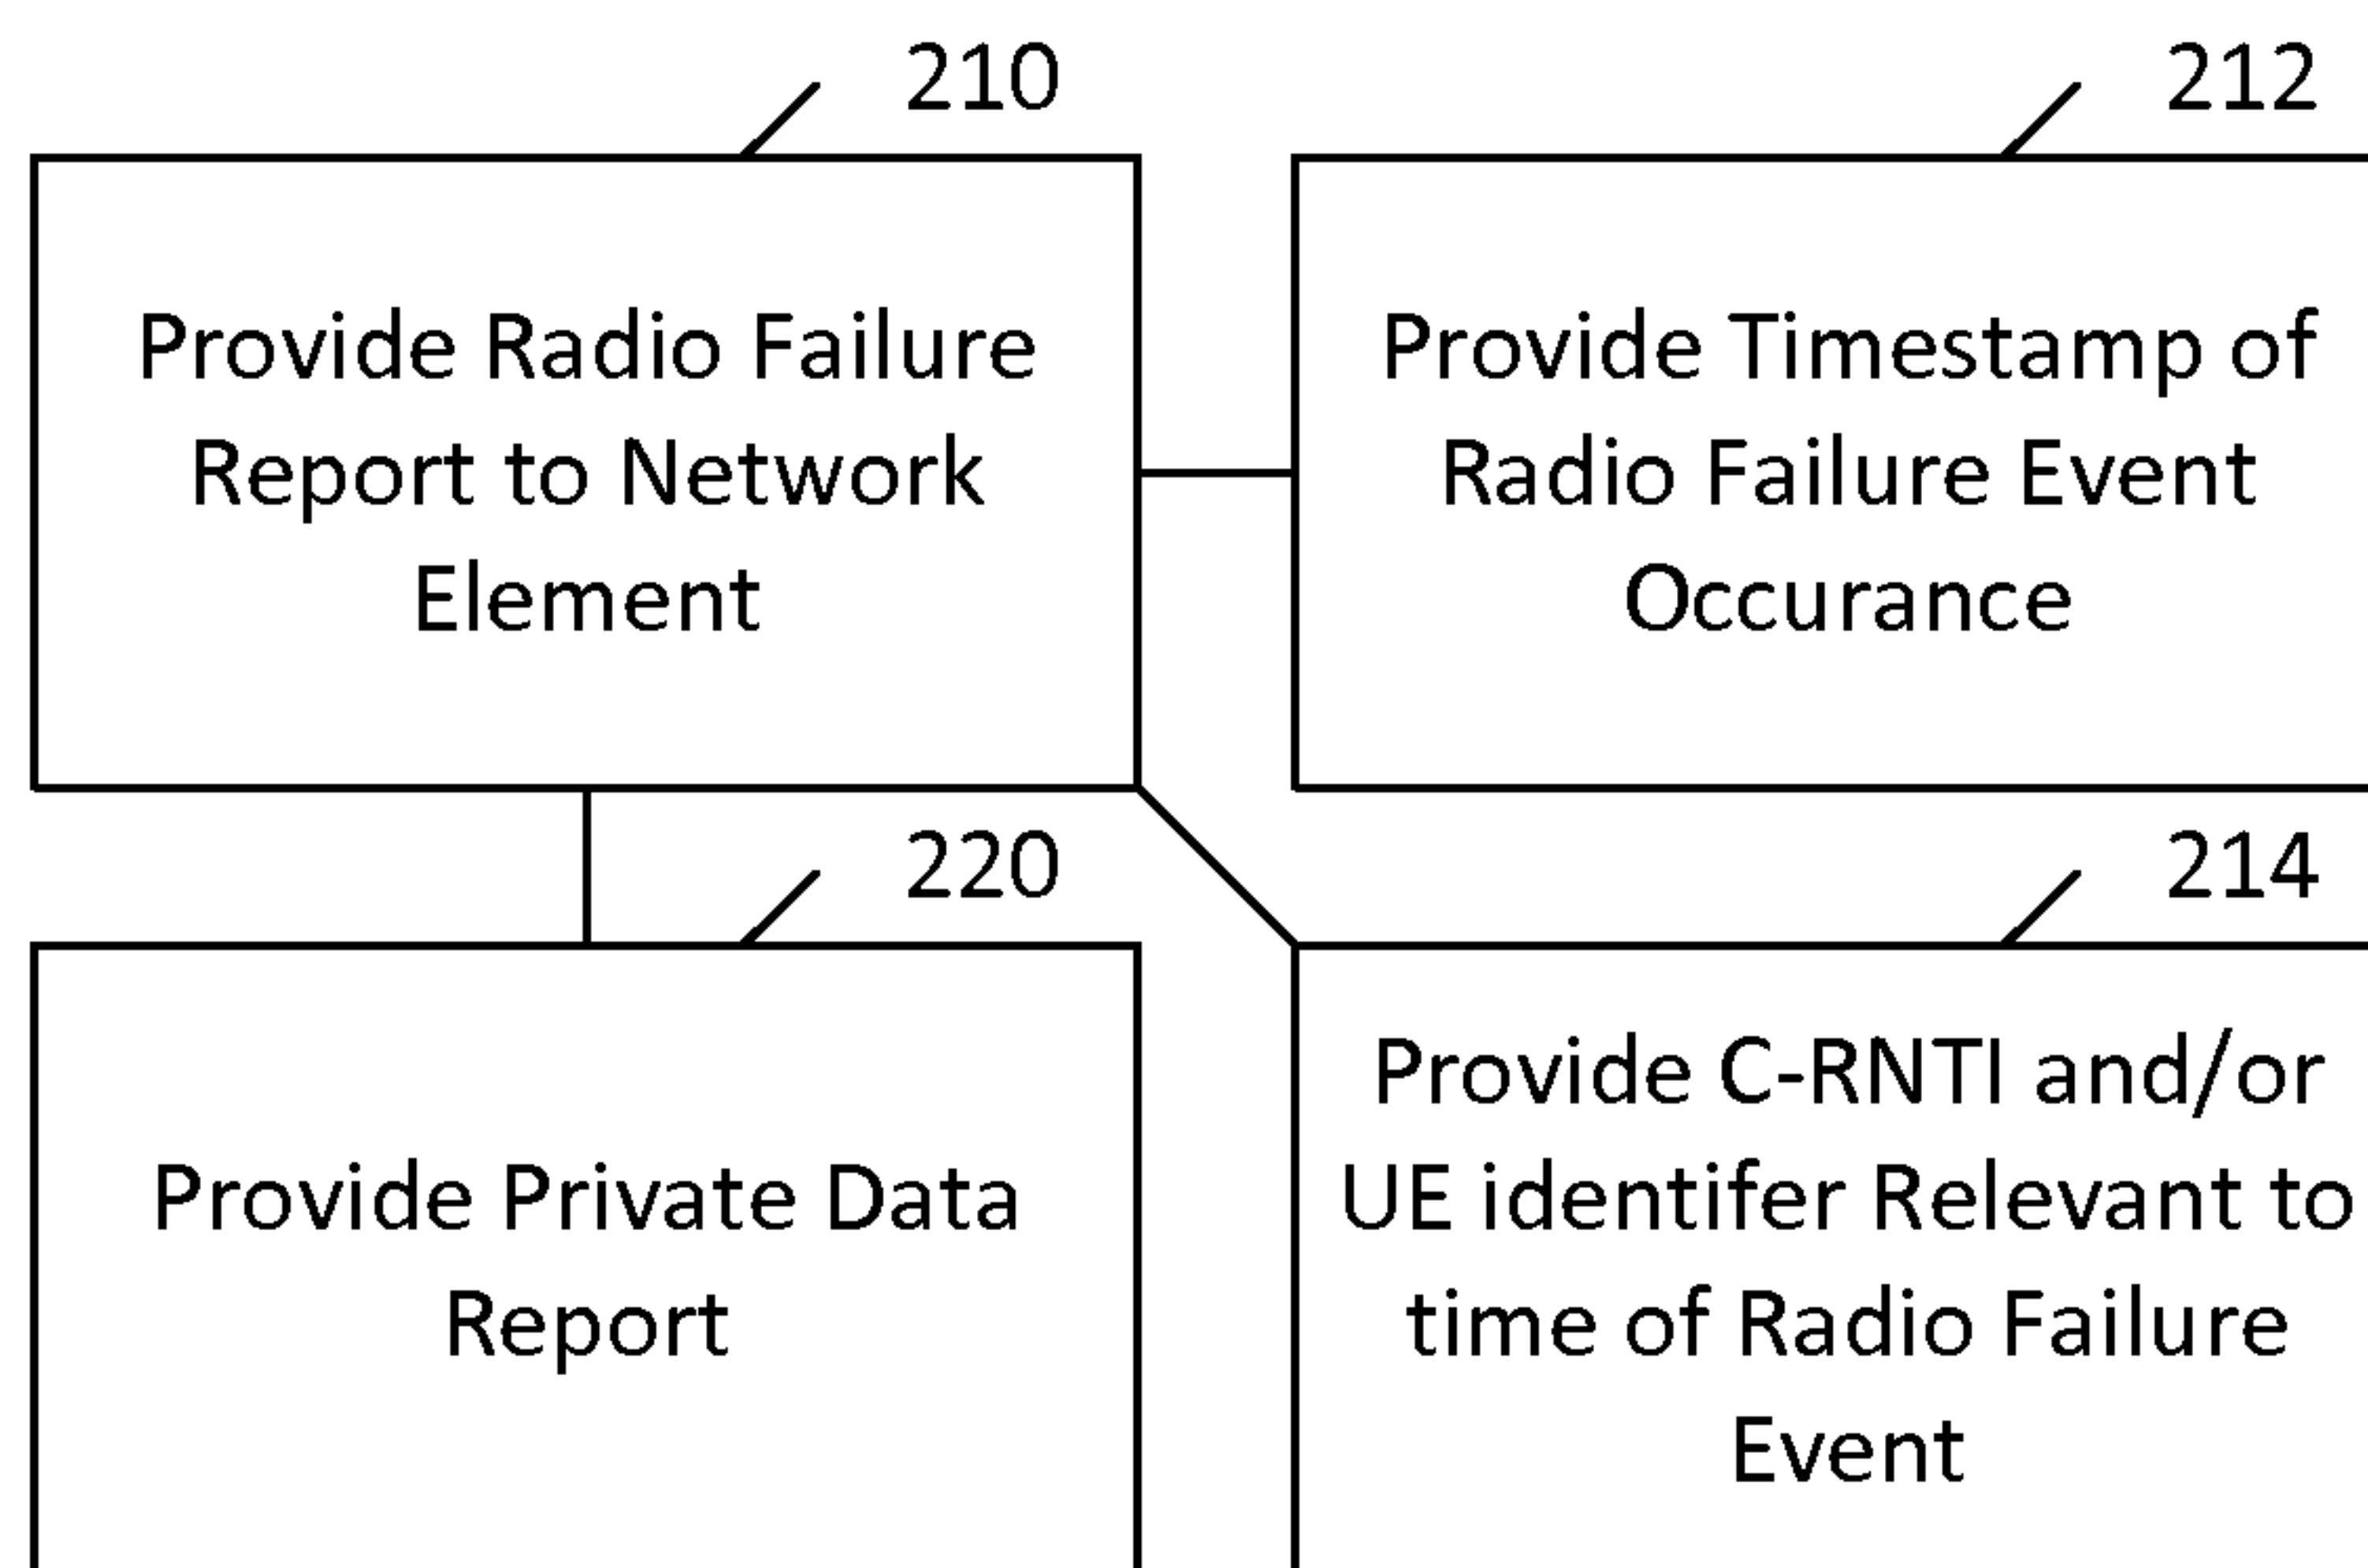 210
Provide Radio Failure
Report to Network
Element
212
Provide Timestamp of
Radio Failure Event
Occurance
220
Provide Private Data
Report
214
Provide C-RNTI and/or
UE identifer Relevant to
time of Radio Failure
Event